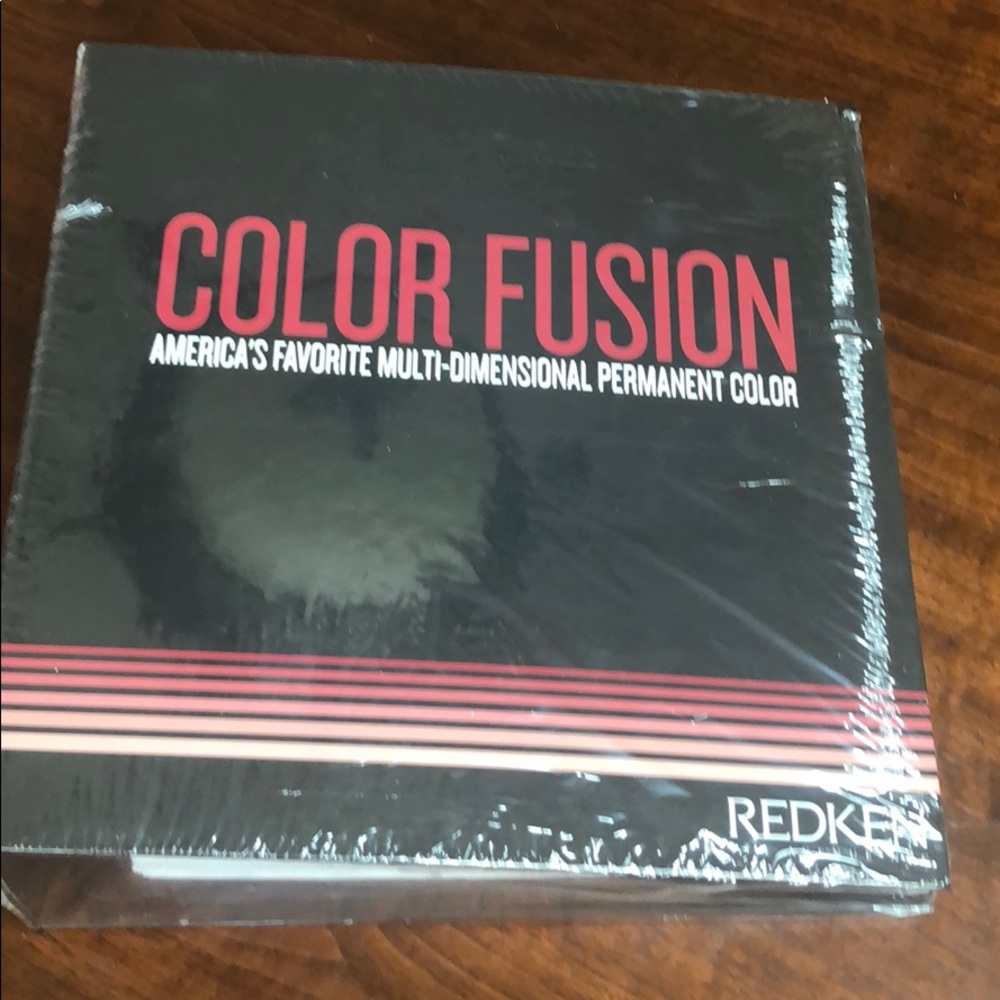 COLOR FUSION
AMERICA'S FAVORITE MULTI-DIMENSIONAL PERMANENT COLOR
REDKEN